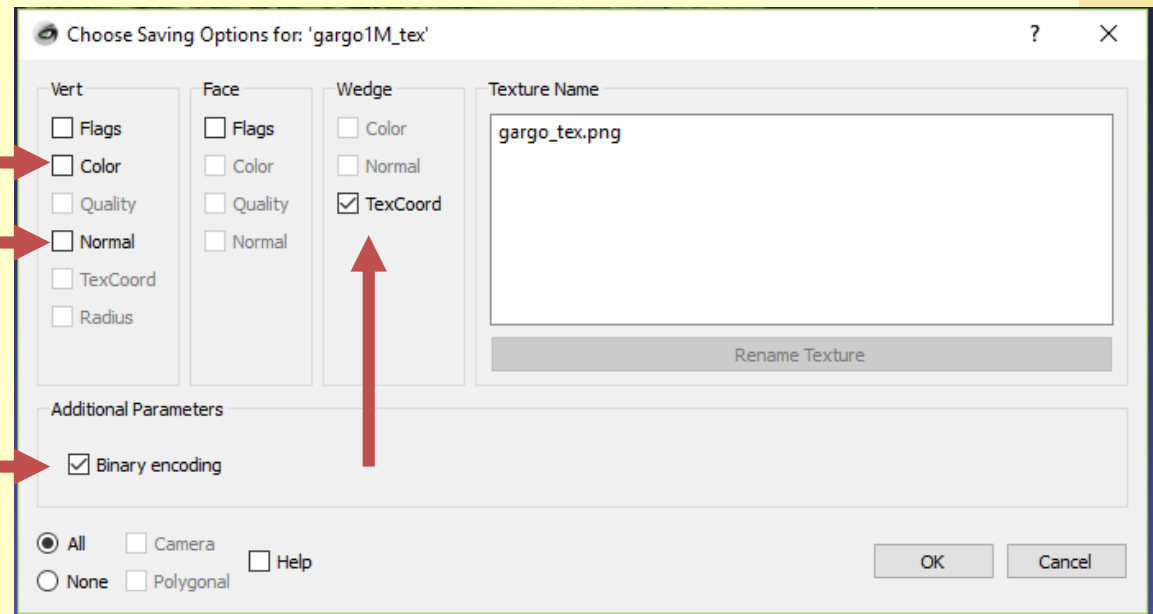 Choose Saving Options for: 'gargo1M_tex'
?
Vert
Flags
Color
Quality
Normal
TexCoord
Radius
Face
Flags
Color
Quality
Normal
Wedge
Color
Normal
TexCoord
Texture Name
gargo_tex.png
Rename Texture
Additional Parameters
Binary encoding
All
Camera
None
Polygonal
Help
OK
Cancel